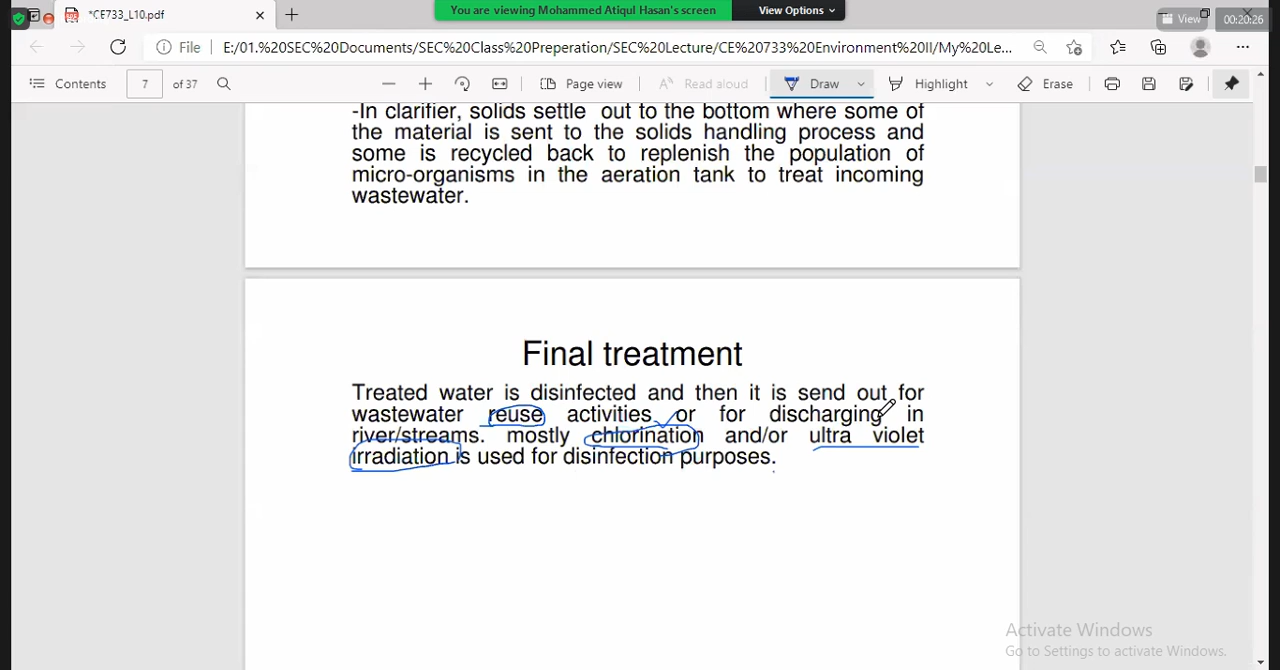 *CE733_L10.pdf
You are viewing Mohammed Atiqul Hasan's screen
View Options
View
00:20:26
File
E:/01.%20SEC%20Documents/SEC%20Class%20Preperation/SEC%20Lecture/CE%20733%20Environment%20II/My%20Le...
Contents
7
of 37
Page view
Read aloud
Draw
Highlight
Erase
-In clarifier, solids settle out to the bottom where some of
the material is sent to the solids handling process and
some is recycled back to replenish the population of
micro-organisms in the aeration tank to treat incoming
wastewater.
Final treatment
Treated water is disinfected and then it is send out for
wastewater reuse activities or for discharging in
river/streams. mostly chlorination and/or ultra violet
irradiation is used for disinfection purposes.
Activate Windows
Go to Settings to activate Windows.